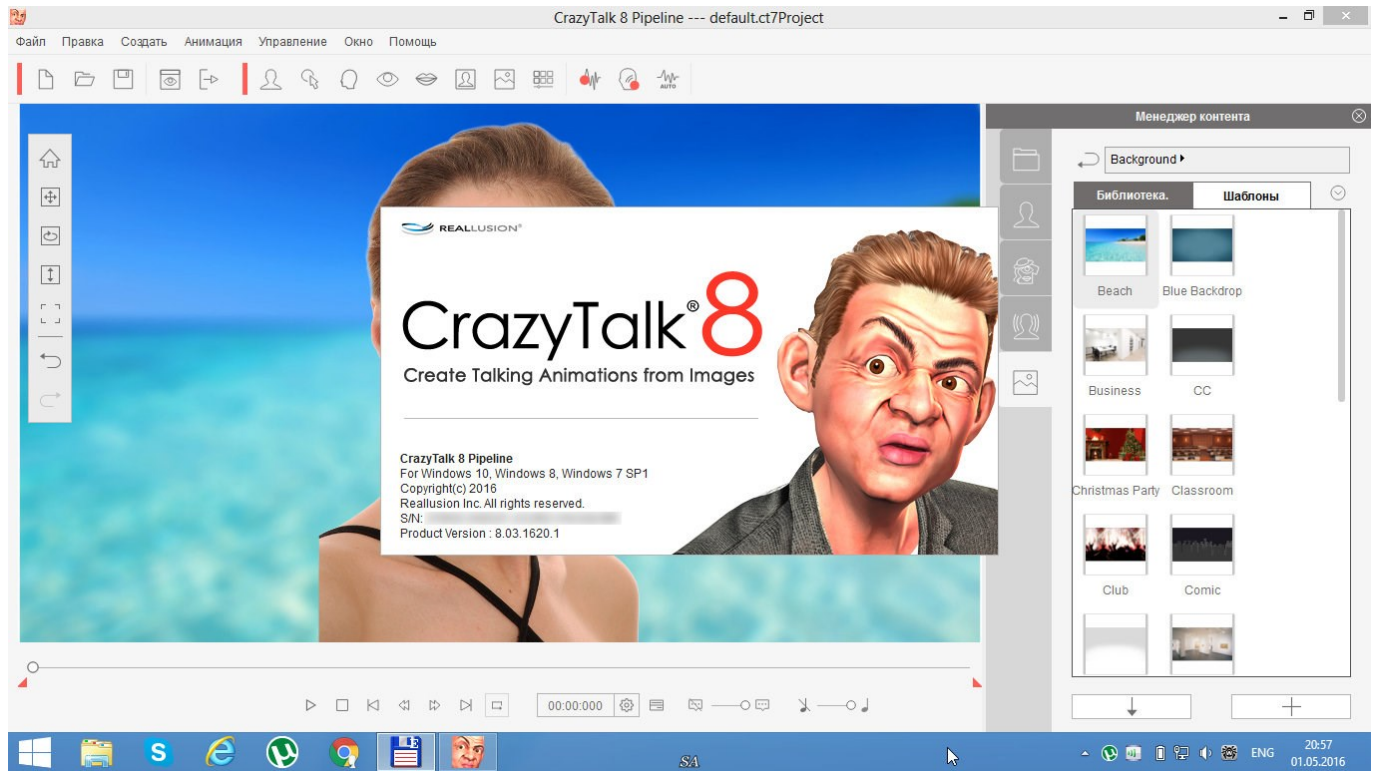 CrazyTalk 8 Pipeline --- default.ct7Project
Файл Правка Создать Анимация Управление Окно Помощь
AUTO
Менеджер контента
Background
Библиотека. Шаблоны
Beach Blue Backdrop
Business CC
Christmas Party Classroom
Club Comic
REALLUSION®
CrazyTalk®8
Create Talking Animations from Images
CrazyTalk 8 Pipeline
For Windows 10, Windows 8, Windows 7 SP1
Copyright(c) 2016
Reallusion Inc. All rights reserved.
S/N:
Product Version : 8.03.1620.1
00:00:000
SA
ENG
20:57
01.05.2016